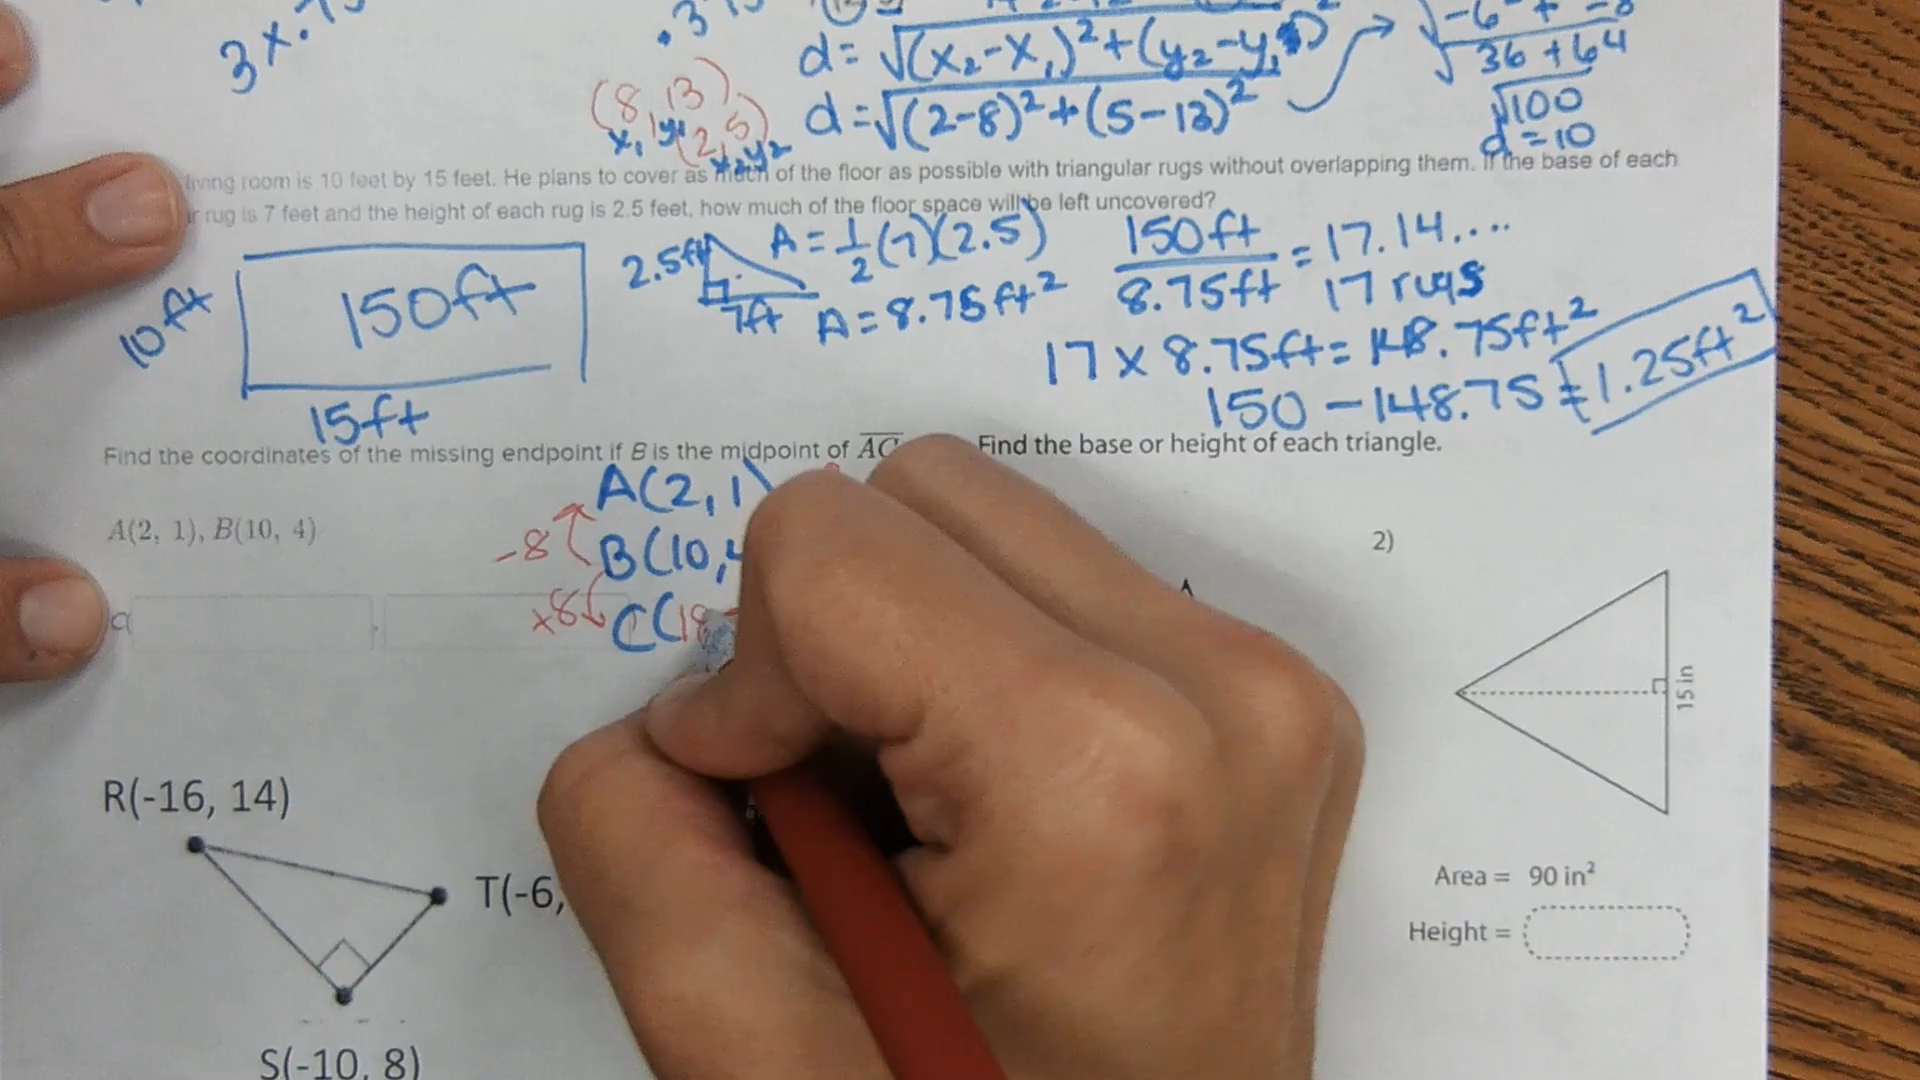 3x.75
.375
d = √(x₂-x₁)²+(y₂-y₁)²
√36+64
(8,13)
x₁ y₁
(2,5)
x₂ y₂
d = √(2-8)²+(5-13)²
√100
d = 10
living room is 10 feet by 15 feet. He plans to cover as much of the floor as possible with triangular rugs without overlapping them. If the base of each
rug is 7 feet and the height of each rug is 2.5 feet, how much of the floor space will be left uncovered?
10ft
150ft
15ft
2.5ft
7ft
A = 1/2 (7)(2.5)
A = 8.75ft²
150ft / 8.75ft = 17.14....
17 rugs
17 x 8.75ft = 148.75ft²
150 - 148.75 = 1.25ft²
Find the coordinates of the missing endpoint if B is the midpoint of AC
A(2, 1), B(10, 4)
A(2, 1)
-8
B(10,4
+8
C(18
Find the base or height of each triangle.
2)
15 in
Area = 90 in²
Height =
R(-16, 14)
T(-6,
S(-10, 8)